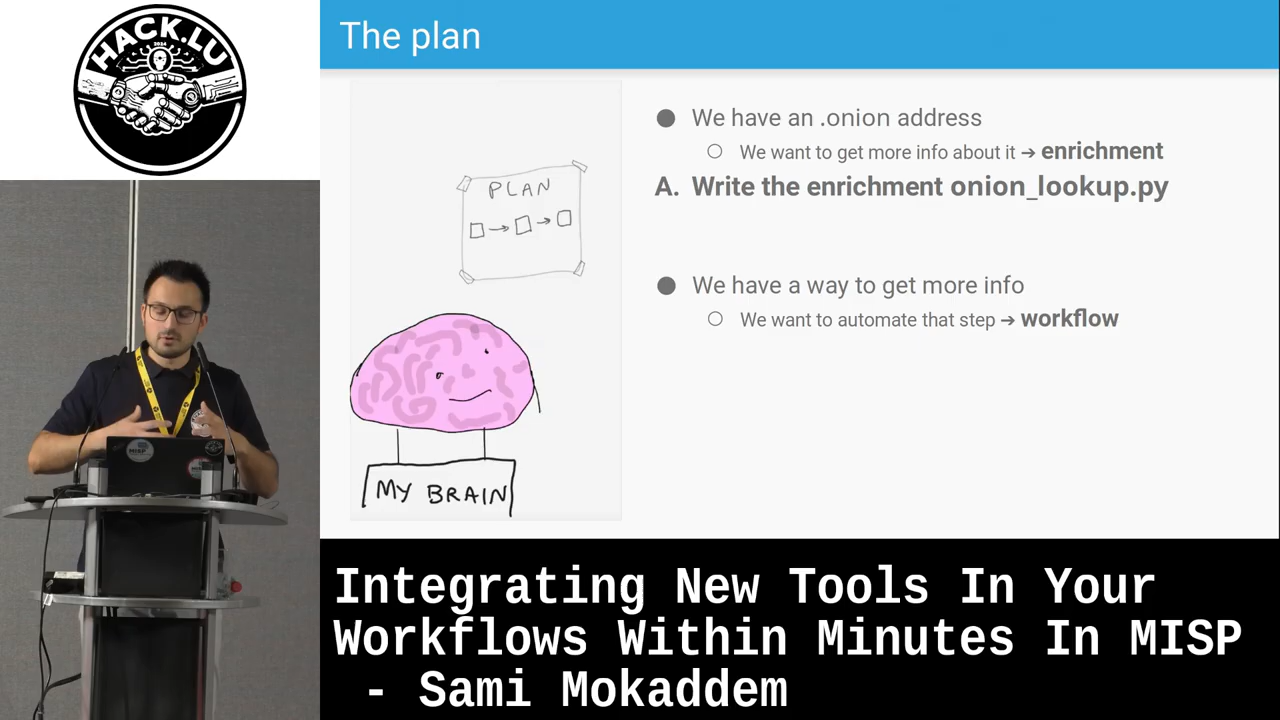 HACK.LU
2024
The plan
● We have an .onion address
○ We want to get more info about it ➔ enrichment
A. Write the enrichment onion_lookup.py
● We have a way to get more info
○ We want to automate that step ➔ workflow
PLAN
MY BRAIN
MISP
Integrating New Tools In Your
Workflows Within Minutes In MISP
- Sami Mokaddem